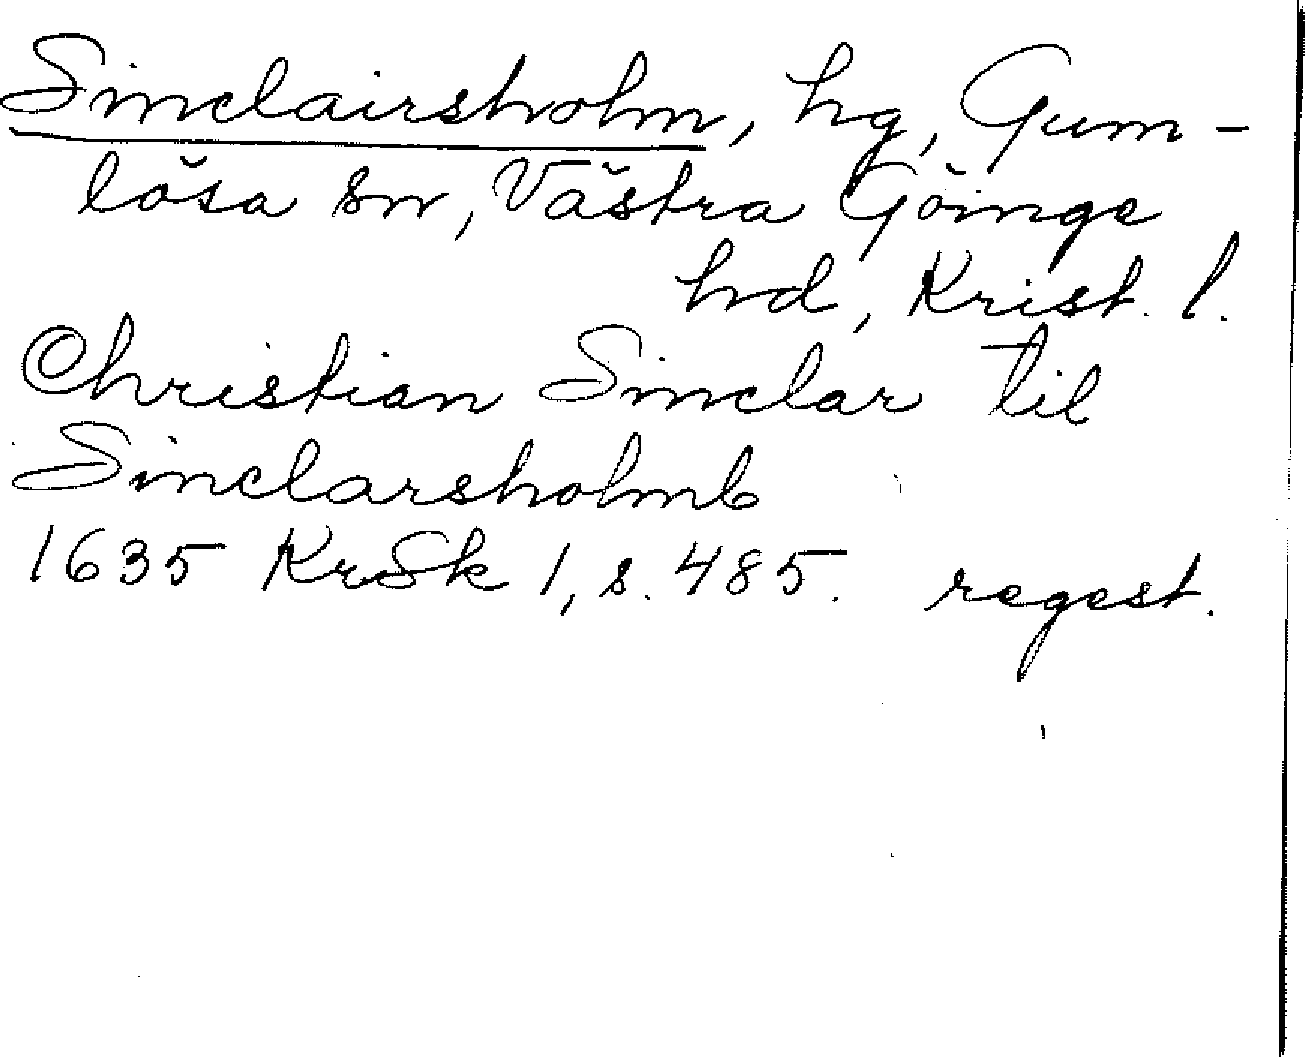 Sinclairsholm, hg, Gum-
lösa sn, Västra Göinge
hd, Krist. l.
Christian Sinclar til
Sinclarsholmb
1635 KrSk 1, s. 485. regest.